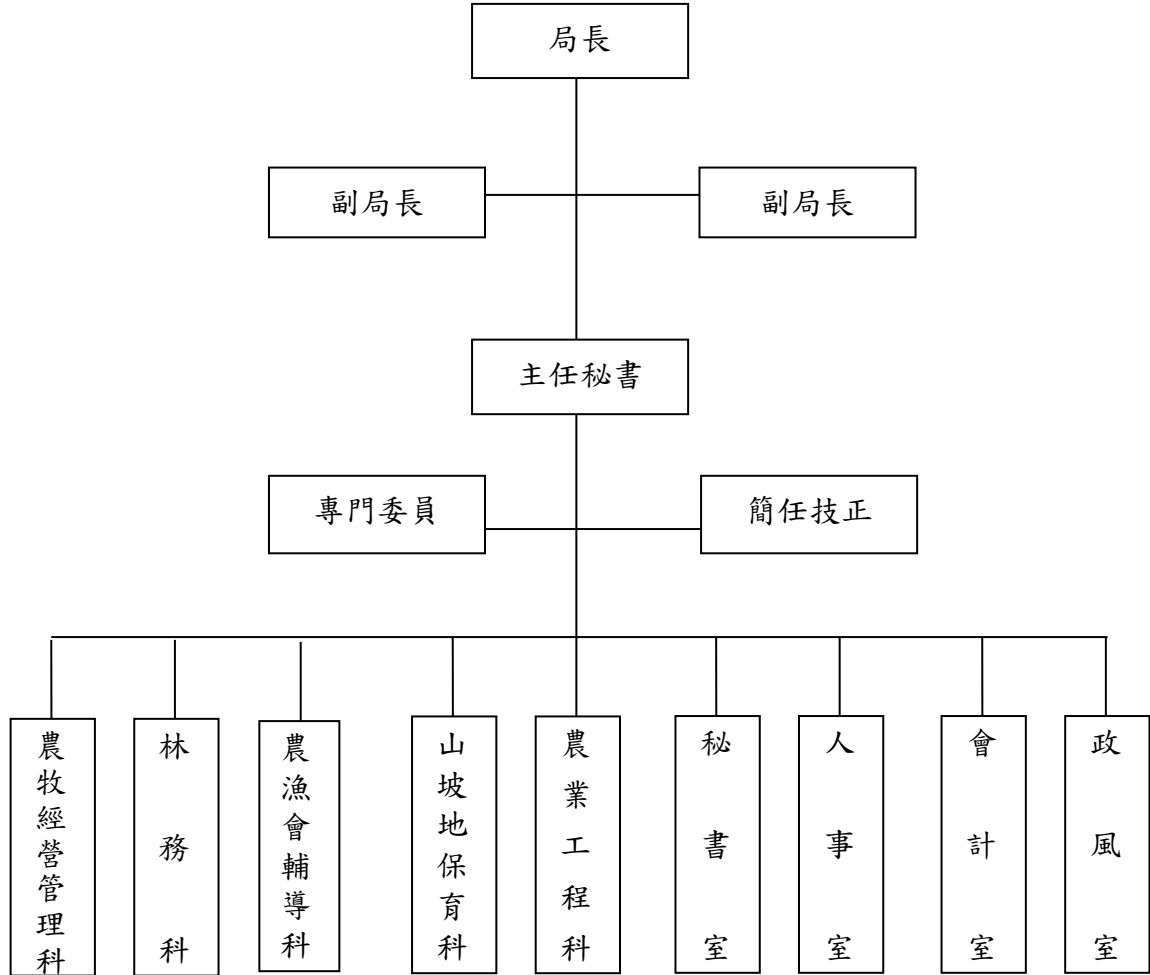 局長
副局長
副局長
主任秘書
專門委員
簡任技正
農牧經營管理科
林務科
農漁會輔導科
山坡地保育科
農業工程科
秘書室
人事室
會計室
政風室